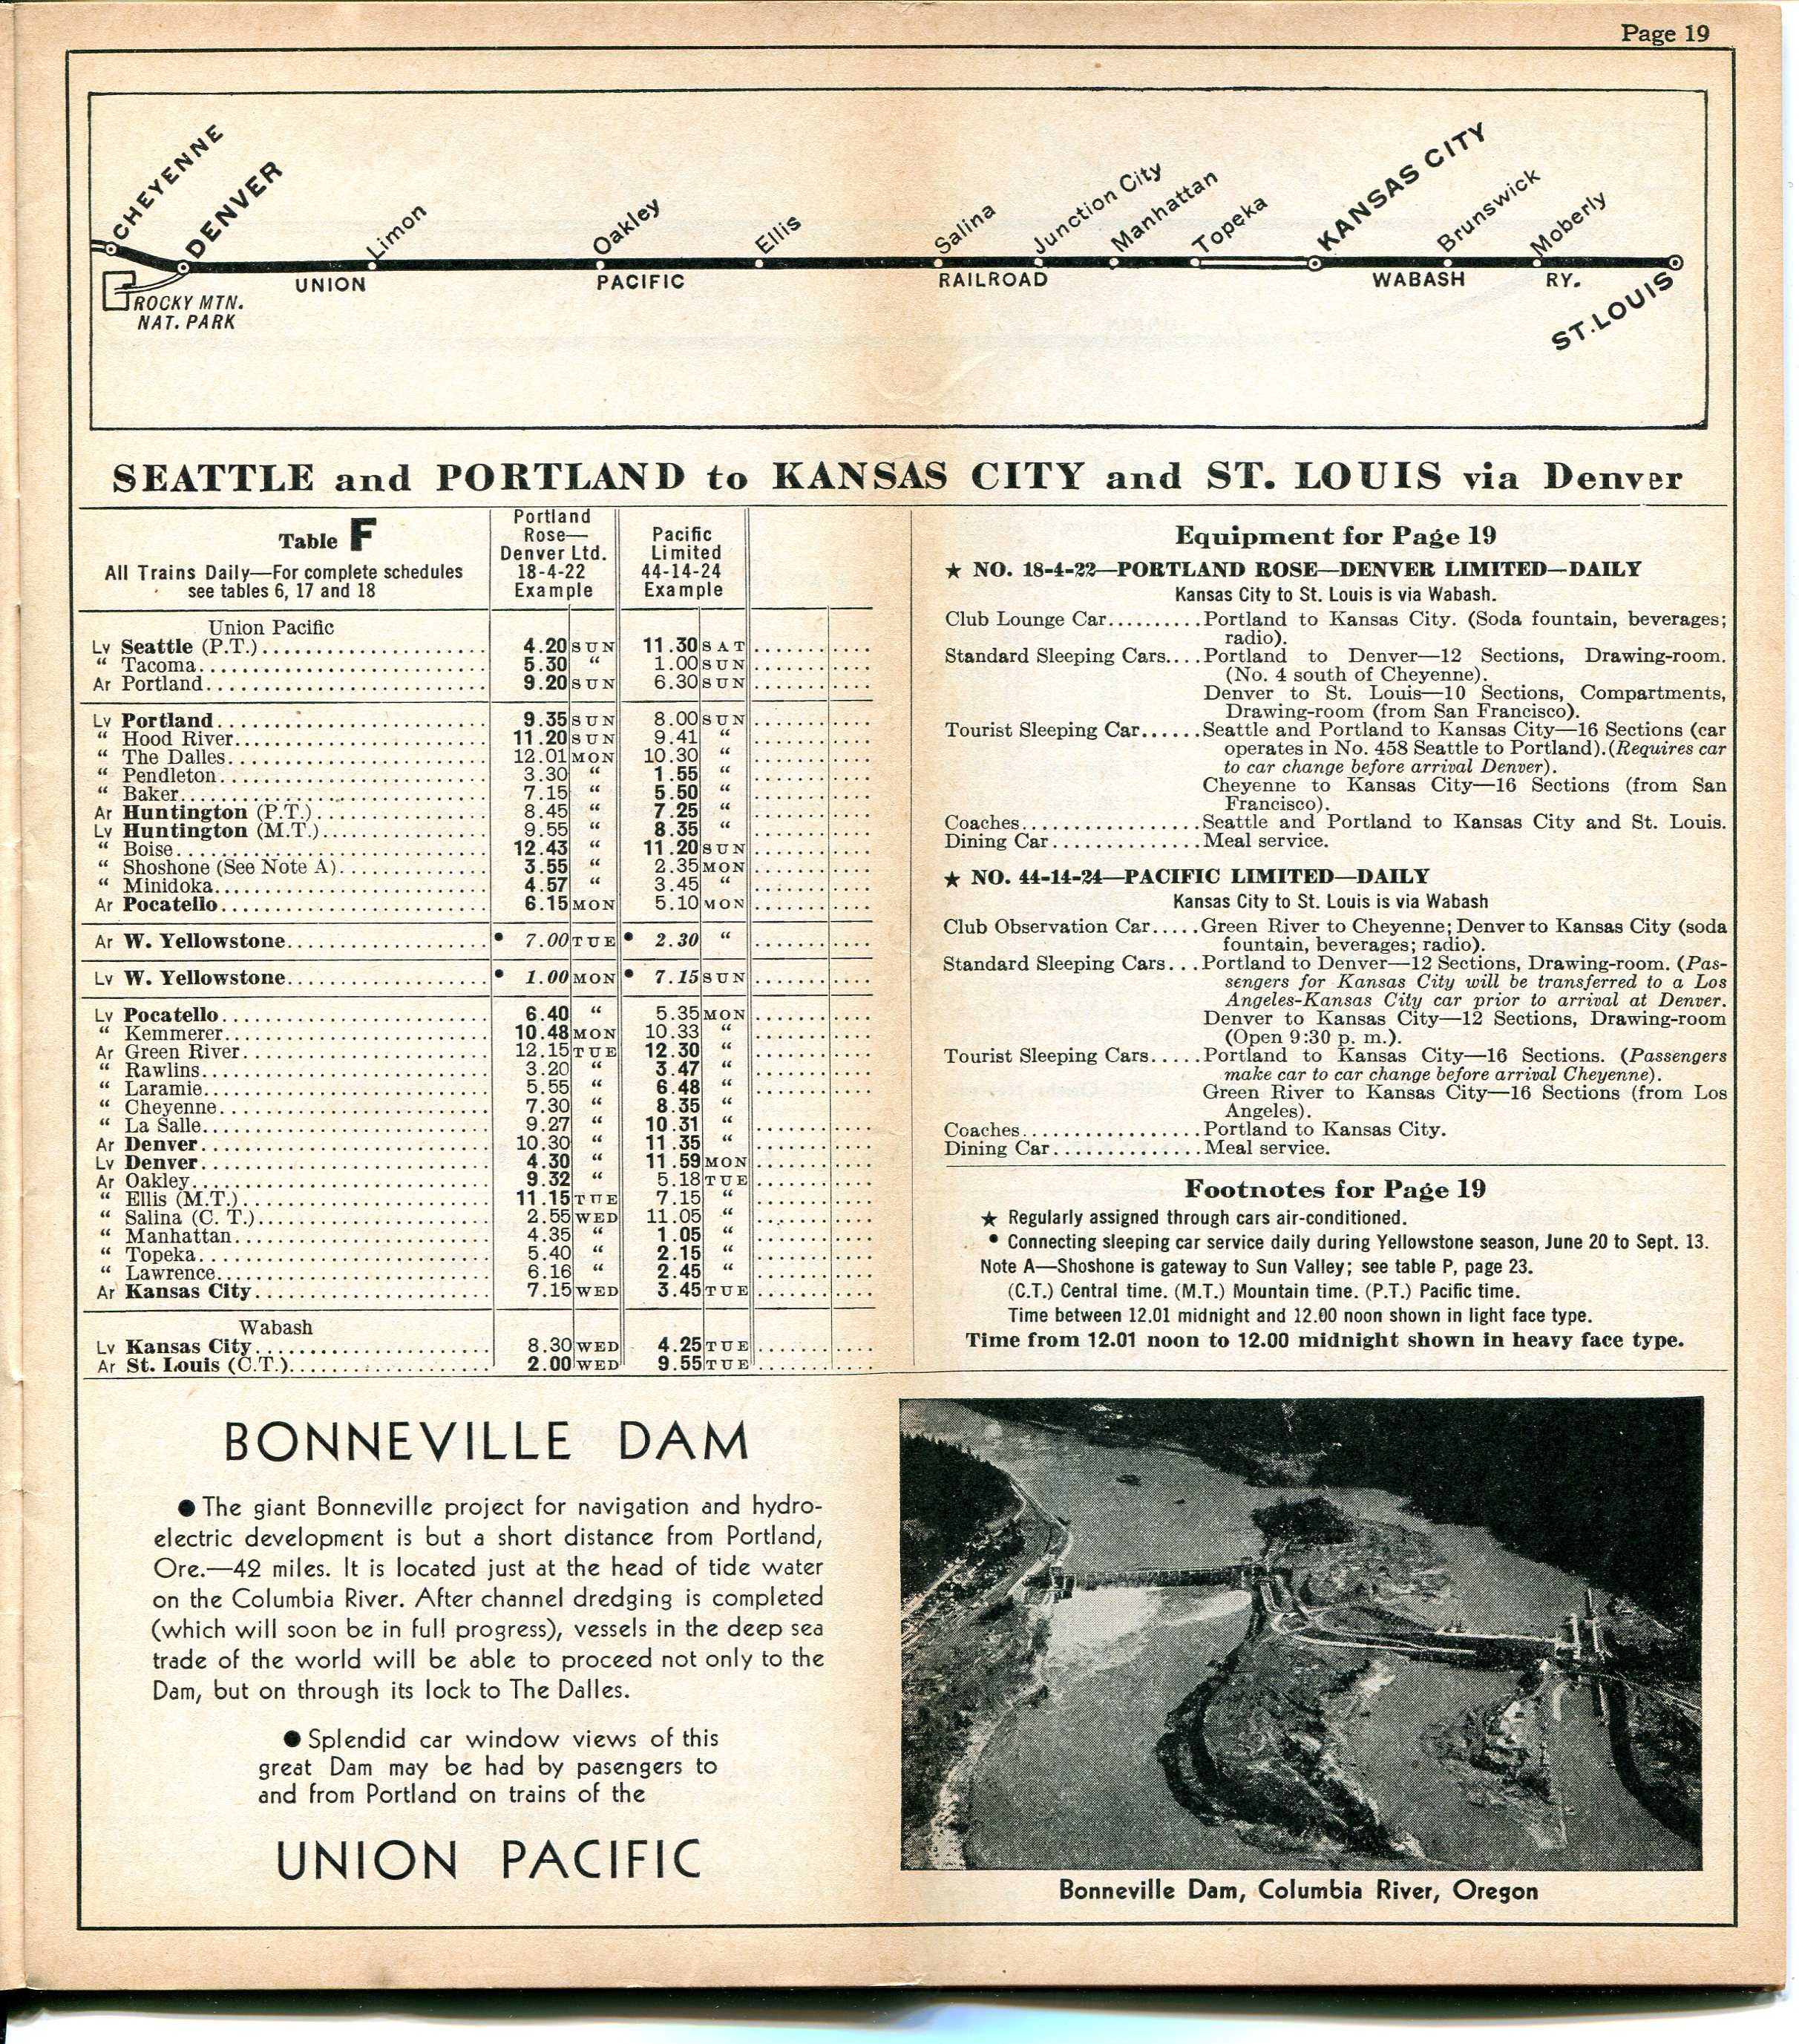 Page 19
CHEYENNE
DENVER
Limon
Oakley
Ellis
Salina
Junction City
Manhattan
Topeka
KANSAS CITY
Brunswick
Moberly
ST. LOUIS
UNION PACIFIC RAILROAD WABASH RY.
ROCKY MTN.
NAT. PARK
SEATTLE and PORTLAND to KANSAS CITY and ST. LOUIS via Denver
Table F
All Trains Daily—For complete schedules
see tables 6, 17 and 18
Portland
Rose—
Denver Ltd.
18-4-22
Example
Pacific
Limited
44-14-24
Example
Union Pacific
Lv Seattle (P.T.) 4.20 SUN 11.30 SAT
“ Tacoma 5.30 “ 1.00 SUN
Ar Portland 9.20 SUN 6.30 SUN
Lv Portland 9.35 SUN 8.00 SUN
“ Hood River 11.20 SUN 9.41 “
“ The Dalles 12.01 MON 10.30
“ Pendleton 3.30 “ 1.55 “
“ Baker 7.15 “ 5.50 “
Ar Huntington (P.T.) 8.45 “ 7.25 “
Lv Huntington (M.T.) 9.55 “ 8.35 “
“ Boise 12.43 “ 11.20 SUN
“ Shoshone (See Note A) 3.55 “ 2.35 MON
“ Minidoka 4.57 “ 3.45 “
Ar Pocatello 6.15 MON 5.10 MON
Ar W. Yellowstone • 7.00 TUE • 2.30 “
Lv W. Yellowstone • 1.00 MON • 7.15 SUN
Lv Pocatello 6.40 “ 5.35 MON
“ Kemmerer 10.48 MON 10.33 “
Ar Green River 12.15 TUE 12.30 “
“ Rawlins 3.20 “ 3.47 “
“ Laramie 5.55 “ 6.48 “
“ Cheyenne 7.30 “ 8.35 “
“ La Salle 9.27 “ 10.31 “
Ar Denver 10.30 “ 11.35 “
Lv Denver 4.30 “ 11.59 MON
Ar Oakley 9.32 “ 5.18 TUE
“ Ellis (M.T.) 11.15 TUE 7.15 “
“ Salina (C. T.) 2.55 WED 11.05 “
“ Manhattan 4.35 “ 1.05 “
“ Topeka 5.40 “ 2.15 “
“ Lawrence 6.16 “ 2.45 “
Ar Kansas City 7.15 WED 3.45 TUE
Wabash
Lv Kansas City 8.30 WED 4.25 TUE
Ar St. Louis (C.T.) 2.00 WED 9.55 TUE
Equipment for Page 19
★ NO. 18-4-22—PORTLAND ROSE—DENVER LIMITED—DAILY
Kansas City to St. Louis is via Wabash.
Club Lounge Car..........Portland to Kansas City. (Soda fountain, beverages;
radio).
Standard Sleeping Cars....Portland to Denver—12 Sections, Drawing-room.
(No. 4 south of Cheyenne).
Denver to St. Louis—10 Sections, Compartments,
Drawing-room (from San Francisco).
Tourist Sleeping Car......Seattle and Portland to Kansas City—16 Sections (car
operates in No. 458 Seattle to Portland).(Requires car
to car change before arrival Denver).
Cheyenne to Kansas City—16 Sections (from San
Francisco).
Coaches.................Seattle and Portland to Kansas City and St. Louis.
Dining Car..............Meal service.
★ NO. 44-14-24—PACIFIC LIMITED—DAILY
Kansas City to St. Louis is via Wabash
Club Observation Car.....Green River to Cheyenne; Denver to Kansas City (soda
fountain, beverages; radio).
Standard Sleeping Cars...Portland to Denver—12 Sections, Drawing-room. (Pas-
sengers for Kansas City will be transferred to a Los
Angeles-Kansas City car prior to arrival at Denver.
Denver to Kansas City—12 Sections, Drawing-room
(Open 9:30 p. m.).
Tourist Sleeping Cars.....Portland to Kansas City—16 Sections. (Passengers
make car to car change before arrival Cheyenne).
Green River to Kansas City—16 Sections (from Los
Angeles).
Coaches.................Portland to Kansas City.
Dining Car..............Meal service.
Footnotes for Page 19
★ Regularly assigned through cars air-conditioned.
• Connecting sleeping car service daily during Yellowstone season, June 20 to Sept. 13.
Note A—Shoshone is gateway to Sun Valley; see table P, page 23.
(C.T.) Central time. (M.T.) Mountain time. (P.T.) Pacific time.
Time between 12.01 midnight and 12.00 noon shown in light face type.
Time from 12.01 noon to 12.00 midnight shown in heavy face type.
BONNEVILLE DAM
● The giant Bonneville project for navigation and hydro-
electric development is but a short distance from Portland,
Ore.—42 miles. It is located just at the head of tide water
on the Columbia River. After channel dredging is completed
(which will soon be in full progress), vessels in the deep sea
trade of the world will be able to proceed not only to the
Dam, but on through its lock to The Dalles.
● Splendid car window views of this
great Dam may be had by pasengers to
and from Portland on trains of the
UNION PACIFIC
Bonneville Dam, Columbia River, Oregon